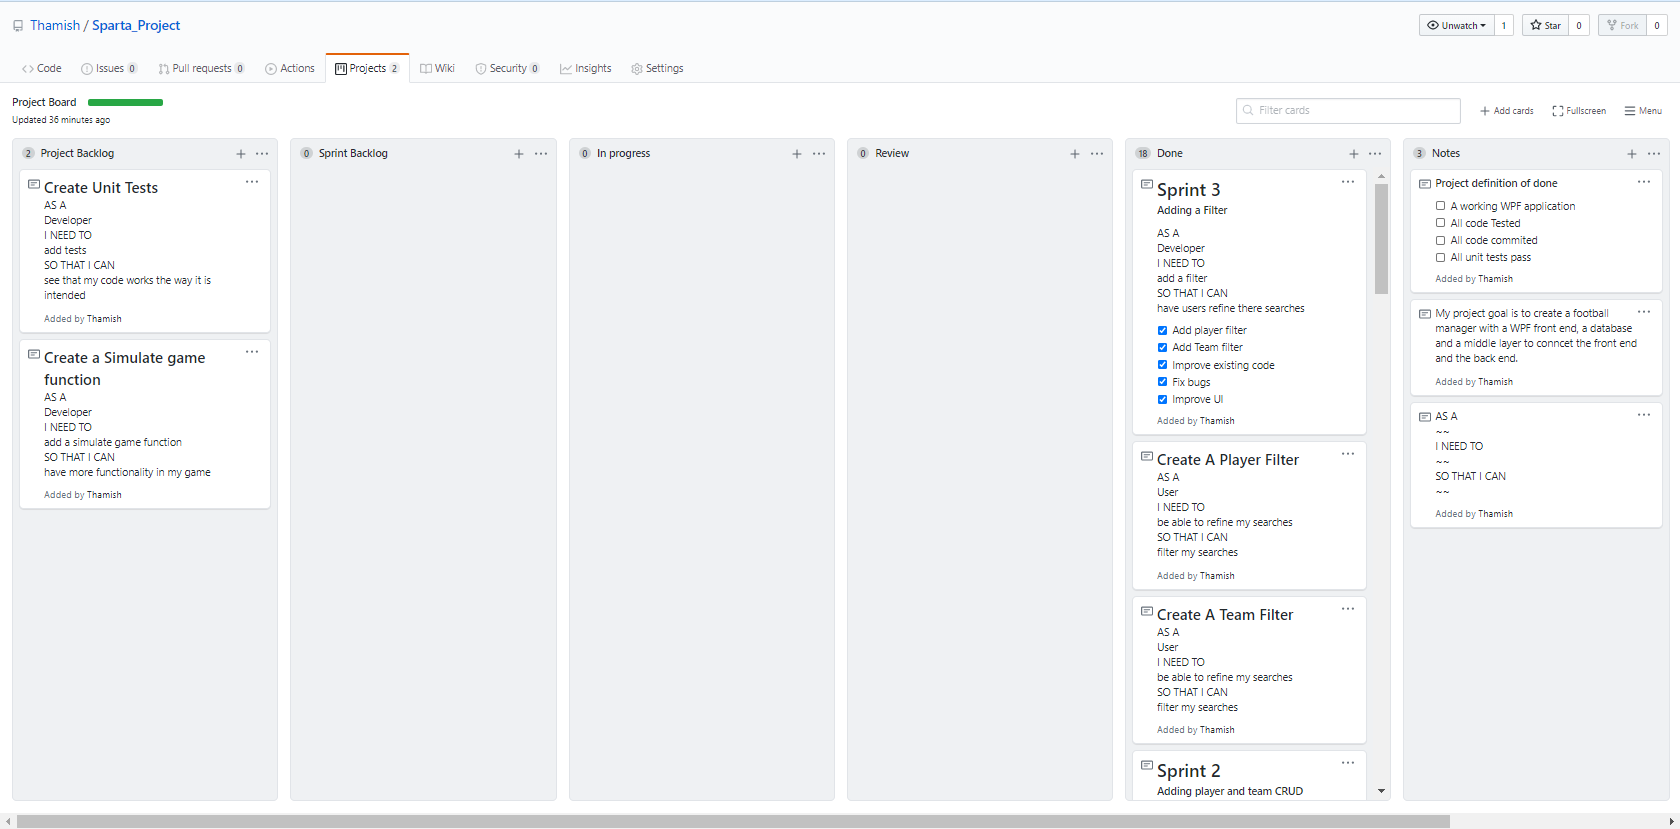 Thamish / Sparta_Project
Unwatch 1 Star 0 Fork 0
Code Issues 0 Pull requests 0 Actions Projects 2 Wiki Security 0 Insights Settings
Project Board
Updated 36 minutes ago
Filter cards
Add cards Fullscreen Menu
2 Project Backlog
Create Unit Tests
AS A
Developer
I NEED TO
add tests
SO THAT I CAN
see that my code works the way it is
intended
Added by Thamish
Create a Simulate game
function
AS A
Developer
I NEED TO
add a simulate game function
SO THAT I CAN
have more functionality in my game
Added by Thamish
0 Sprint Backlog
0 In progress
0 Review
18 Done
Sprint 3
Adding a Filter
AS A
Developer
I NEED TO
add a filter
SO THAT I CAN
have users refine there searches
Add player filter
Add Team filter
Improve existing code
Fix bugs
Improve UI
Added by Thamish
Create A Player Filter
AS A
User
I NEED TO
be able to refine my searches
SO THAT I CAN
filter my searches
Added by Thamish
Create A Team Filter
AS A
User
I NEED TO
be able to refine my searches
SO THAT I CAN
filter my searches
Added by Thamish
Sprint 2
Adding player and team CRUD
3 Notes
Project definition of done
A working WPF application
All code Tested
All code commited
All unit tests pass
Added by Thamish
My project goal is to create a football
manager with a WPF front end, a database
and a middle layer to conncet the front end
and the back end.
Added by Thamish
AS A
~~
I NEED TO
~~
SO THAT I CAN
~~
Added by Thamish